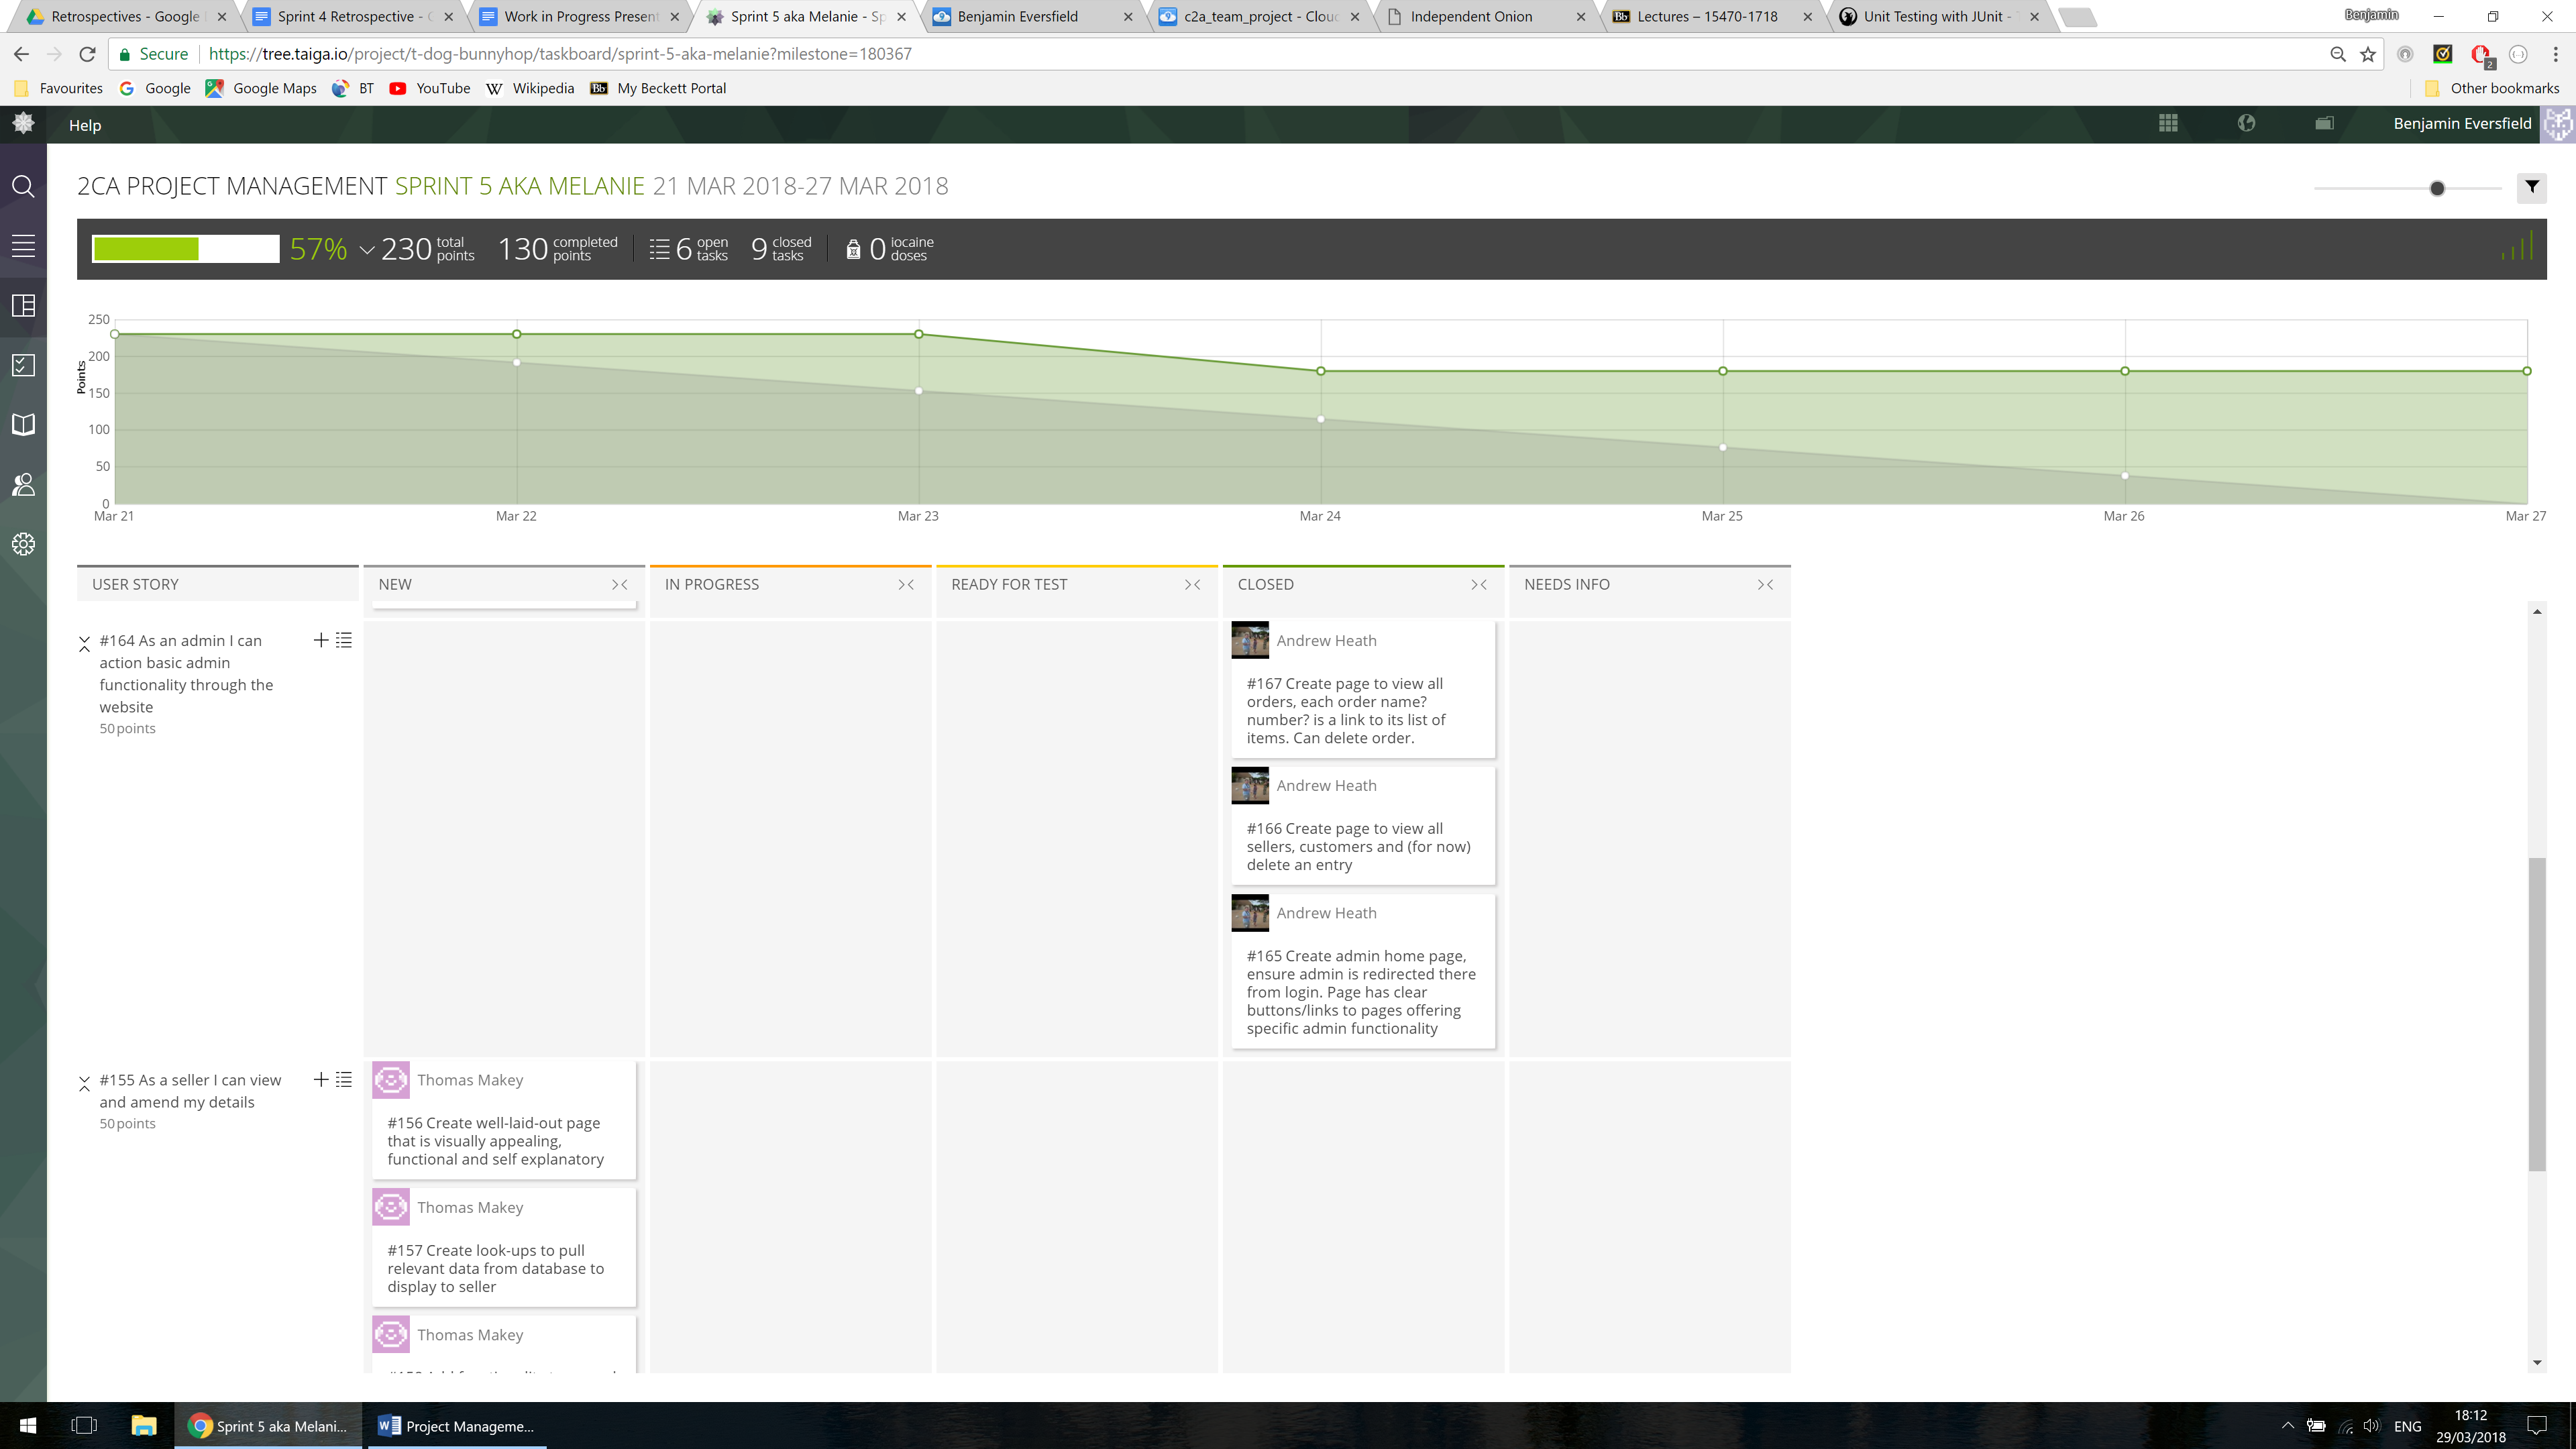 Retrospectives - Google
Sprint 4 Retrospective -
Work in Progress Present
Sprint 5 aka Melanie - Sp
Benjamin Eversfield
c2a_team_project - Clou
Independent Onion
Lectures – 15470-1718
Unit Testing with JUnit -
Benjamin
Secure
https://tree.taiga.io/project/t-dog-bunnyhop/taskboard/sprint-5-aka-melanie?milestone=180367
2
Favourites
Google
Google Maps
BT
YouTube
W Wikipedia
Bb My Beckett Portal
Other bookmarks
Help
Benjamin Eversfield
2CA PROJECT MANAGEMENT SPRINT 5 AKA MELANIE 21 MAR 2018-27 MAR 2018
57%
230 total points
130 completed points
6 open tasks
9 closed tasks
0 iocaine doses
Points
250
200
150
100
50
0
Mar 21
Mar 22
Mar 23
Mar 24
Mar 25
Mar 26
Mar 27
USER STORY
NEW
IN PROGRESS
READY FOR TEST
CLOSED
NEEDS INFO
#164 As an admin I can
action basic admin
functionality through the
website
50 points
Andrew Heath
#167 Create page to view all
orders, each order name?
number? is a link to its list of
items. Can delete order.
Andrew Heath
#166 Create page to view all
sellers, customers and (for now)
delete an entry
Andrew Heath
#165 Create admin home page,
ensure admin is redirected there
from login. Page has clear
buttons/links to pages offering
specific admin functionality
#155 As a seller I can view
and amend my details
50 points
Thomas Makey
#156 Create well-laid-out page
that is visually appealing,
functional and self explanatory
Thomas Makey
#157 Create look-ups to pull
relevant data from database to
display to seller
Thomas Makey
Sprint 5 aka Melani...
Project Manageme...
ENG
18:12
29/03/2018